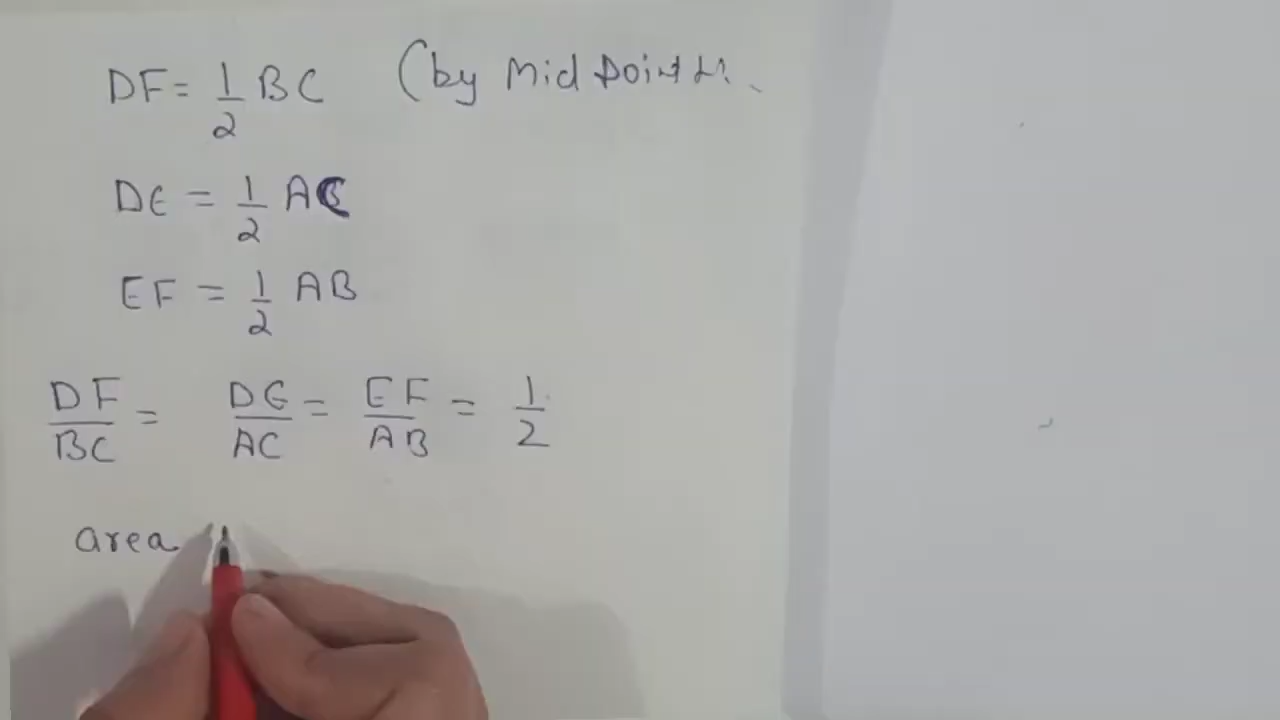 DF = 1/2 BC (by Mid point
DE = 1/2 AC
EF = 1/2 AB
DF/BC = DE/AC = EF/AB = 1/2
area